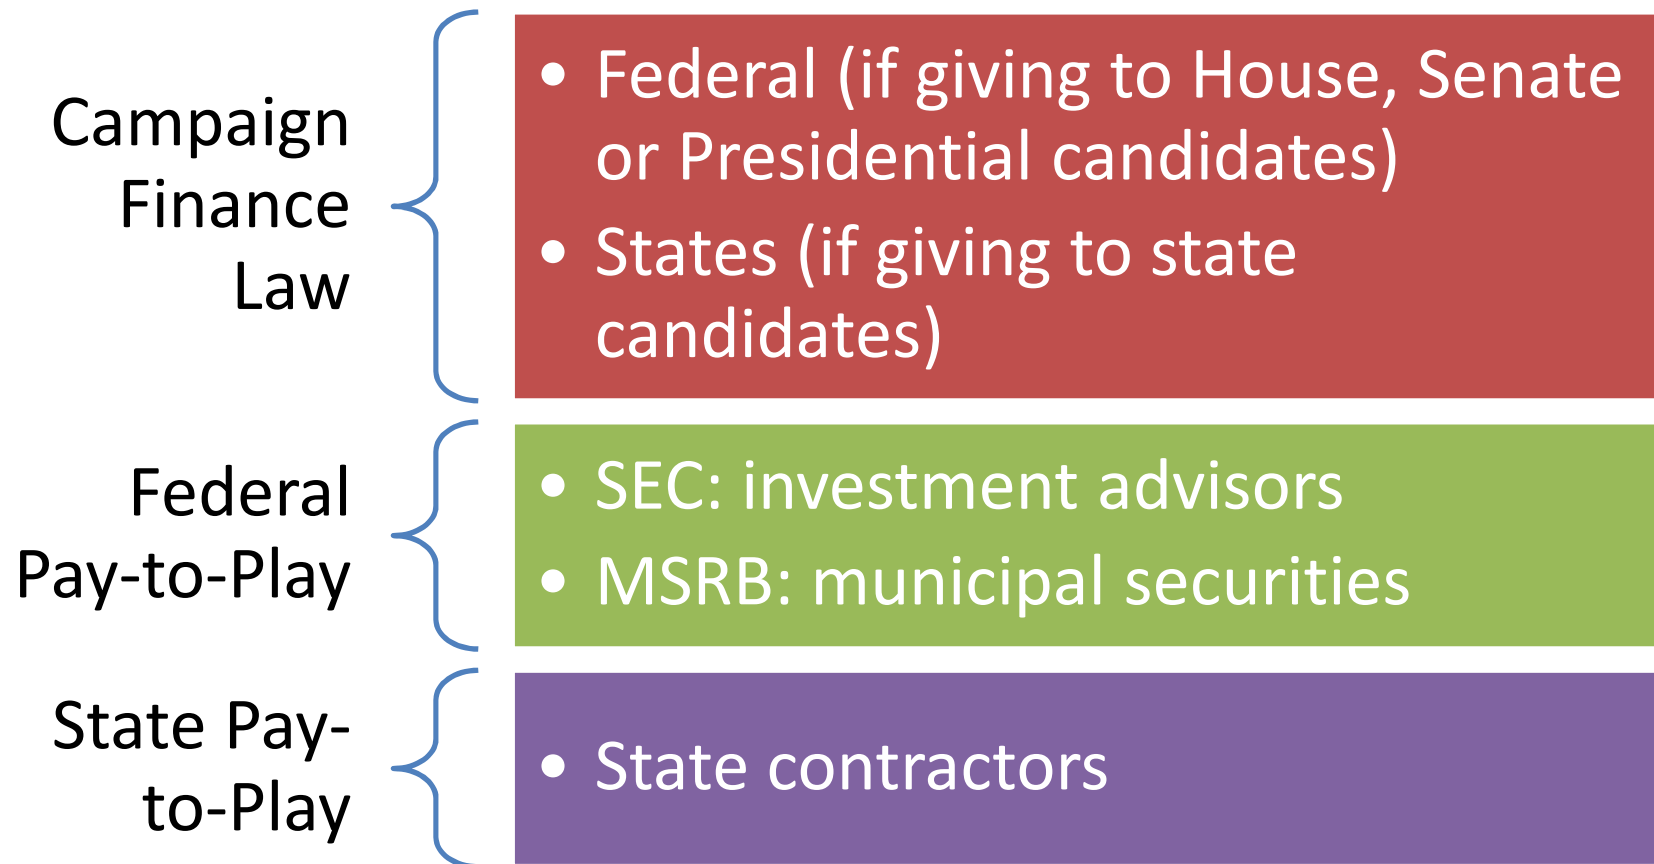 Campaign
Finance
Law
• Federal (if giving to House, Senate
or Presidential candidates)
• States (if giving to state
candidates)
Federal
Pay-to-Play
• SEC: investment advisors
• MSRB: municipal securities
State Pay-
to-Play
• State contractors